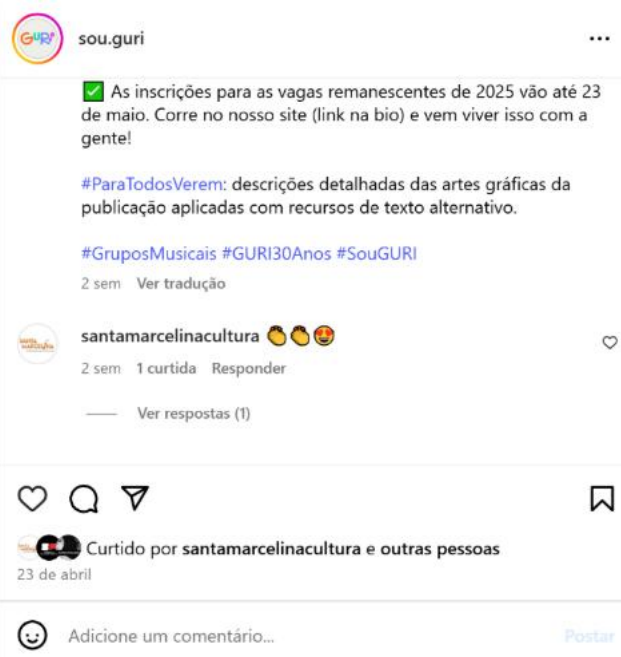 GURI
sou.guri
✅ As inscrições para as vagas remanescentes de 2025 vão até 23
de maio. Corre no nosso site (link na bio) e vem viver isso com a
gente!
#ParaTodosVerem: descrições detalhadas das artes gráficas da
publicação aplicadas com recursos de texto alternativo.
#GruposMusicais #GURI30Anos #SouGURI
2 sem Ver tradução
santamarcelinacultura 👏👏😍
2 sem 1 curtida Responder
Ver respostas (1)
Curtido por santamarcelinacultura e outras pessoas
23 de abril
Adicione um comentário... Postar